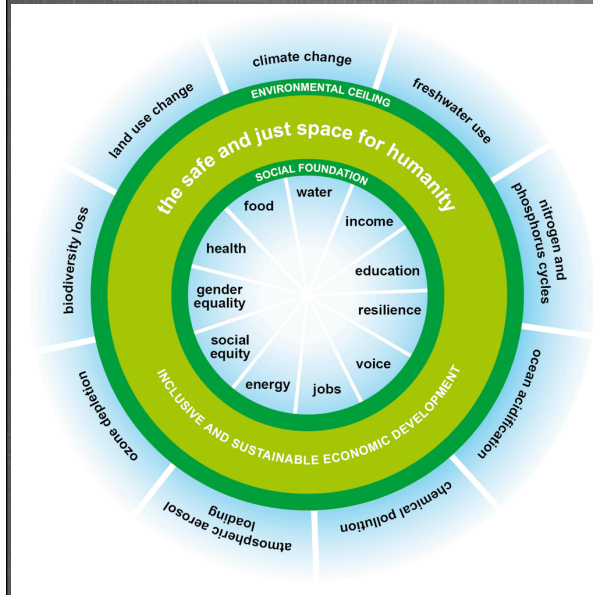 climate change
freshwater use
nitrogen and
phosphorus cycles
ocean acidification
chemical pollution
atmospheric aerosol
loading
ozone depletion
biodiversity loss
land use change
ENVIRONMENTAL CEILING
the safe and just space for humanity
SOCIAL FOUNDATION
water
income
education
resilience
voice
jobs
energy
social
equity
gender
equality
health
food
INCLUSIVE AND SUSTAINABLE ECONOMIC DEVELOPMENT